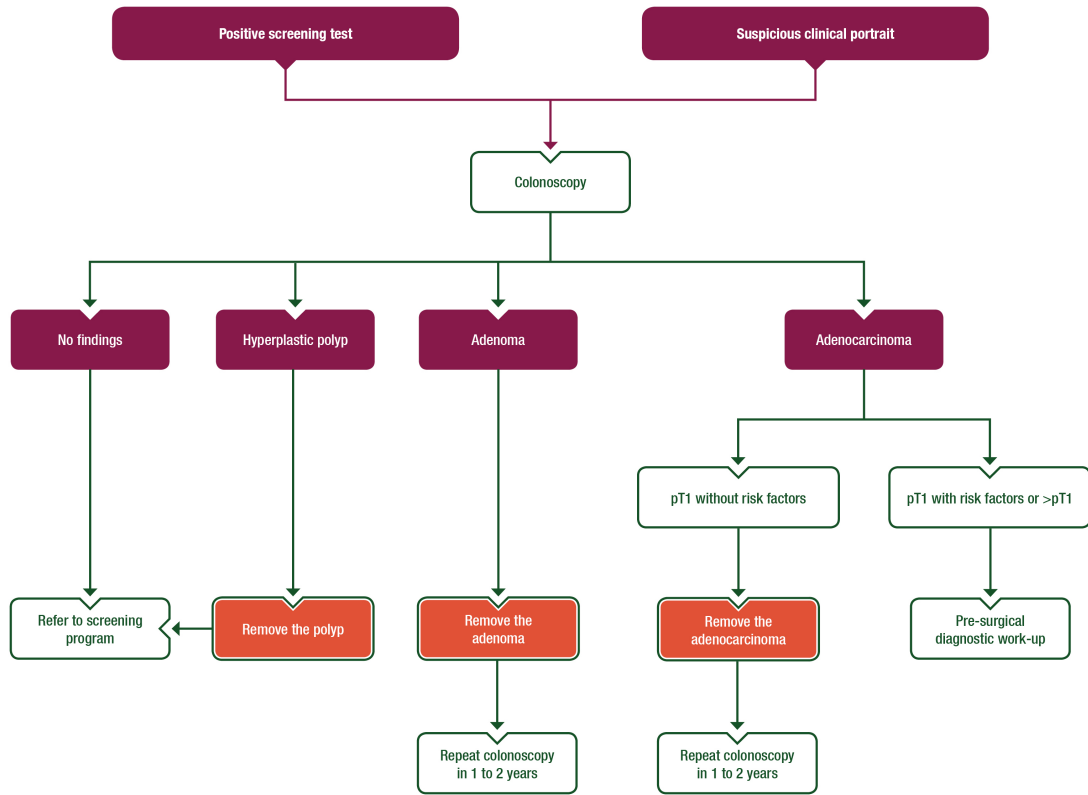 Positive screening test
Suspicious clinical portrait
Colonoscopy
No findings
Hyperplastic polyp
Adenoma
Adenocarcinoma
pT1 without risk factors
pT1 with risk factors or >pT1
Refer to screening
program
Remove the polyp
Remove the
adenoma
Remove the
adenocarcinoma
Pre-surgical
diagnostic work-up
Repeat colonoscopy
in 1 to 2 years
Repeat colonoscopy
in 1 to 2 years